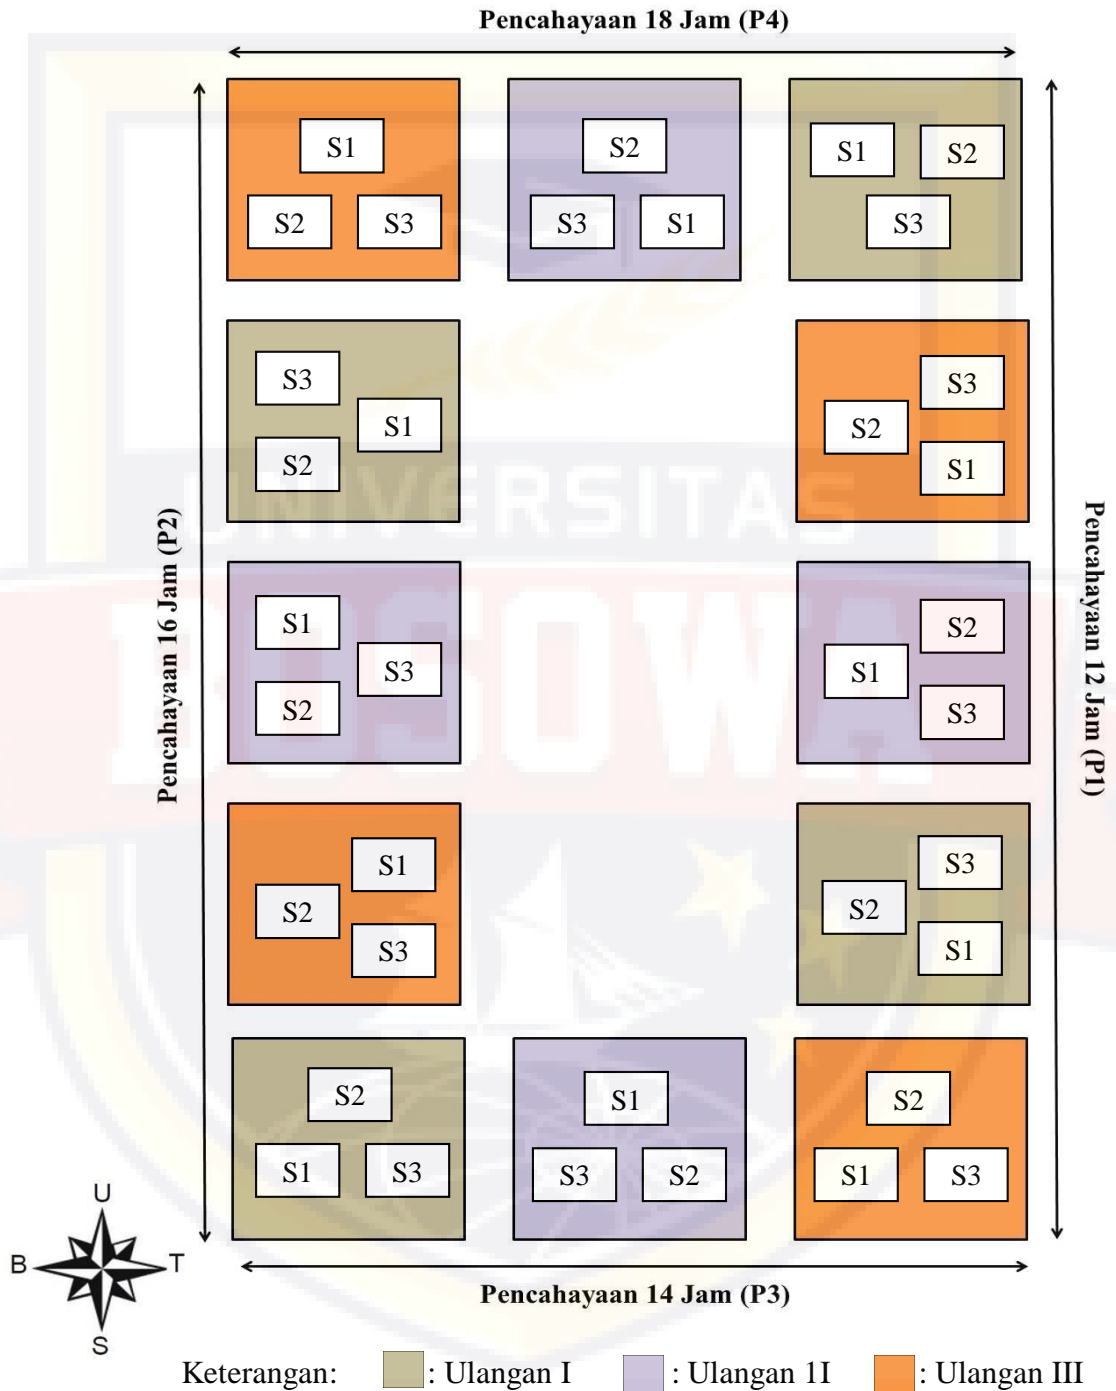 Pencahayaan 18 Jam (P4)
S1
S2 S3
S2
S3 S1
S1 S2
S3
Pencahayaan 16 Jam (P2)
S3
S1
S2
S3
S2
S1
UNIVERSITAS
BOSOWA
S1
S3
S2
S2
S1
S3
Pencahayaan 12 Jam (P1)
S1
S2
S3
S3
S2
S1
S2
S1 S3
S1
S3 S2
S2
S1 S3
U
B T
S
Pencahayaan 14 Jam (P3)
Keterangan: : Ulangan I : Ulangan 1I : Ulangan III